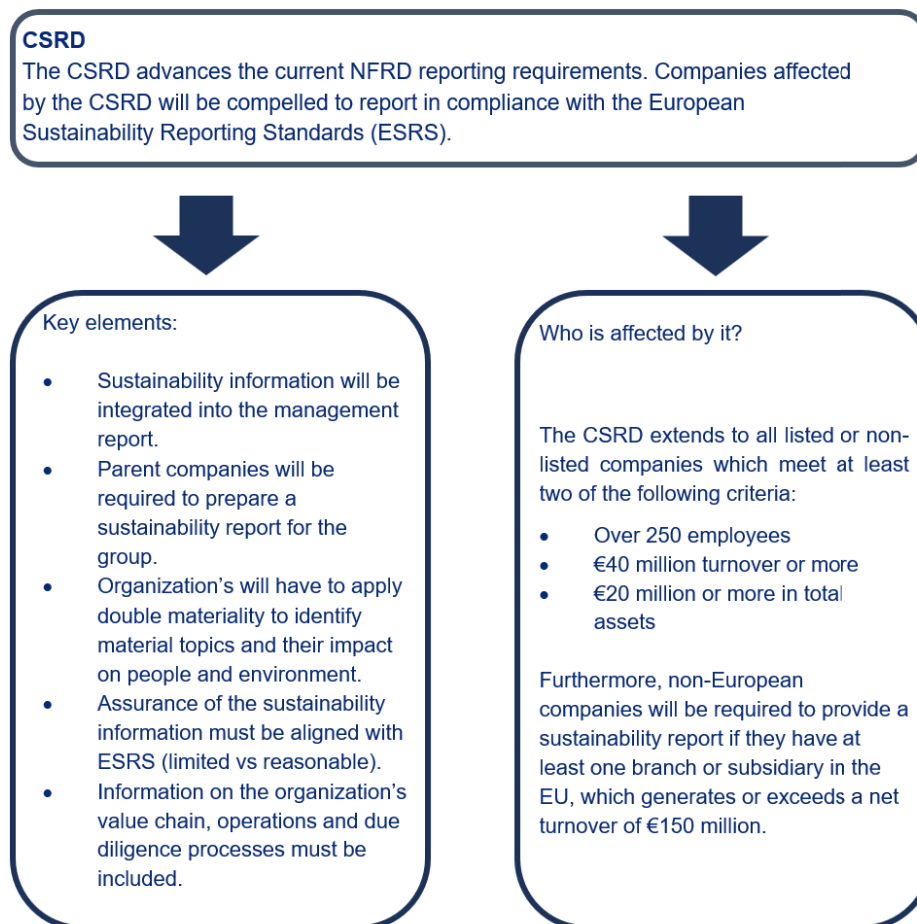 CSRD
The CSRD advances the current NFRD reporting requirements. Companies affected
by the CSRD will be compelled to report in compliance with the European
Sustainability Reporting Standards (ESRS).
Key elements:
• Sustainability information will be
integrated into the management
report.
• Parent companies will be
required to prepare a
sustainability report for the
group.
• Organization’s will have to apply
double materiality to identify
material topics and their impact
on people and environment.
• Assurance of the sustainability
information must be aligned with
ESRS (limited vs reasonable).
• Information on the organization’s
value chain, operations and due
diligence processes must be
included.
Who is affected by it?
The CSRD extends to all listed or non-
listed companies which meet at least
two of the following criteria:
• Over 250 employees
• €40 million turnover or more
• €20 million or more in total
assets
Furthermore, non-European
companies will be required to provide a
sustainability report if they have at
least one branch or subsidiary in the
EU, which generates or exceeds a net
turnover of €150 million.